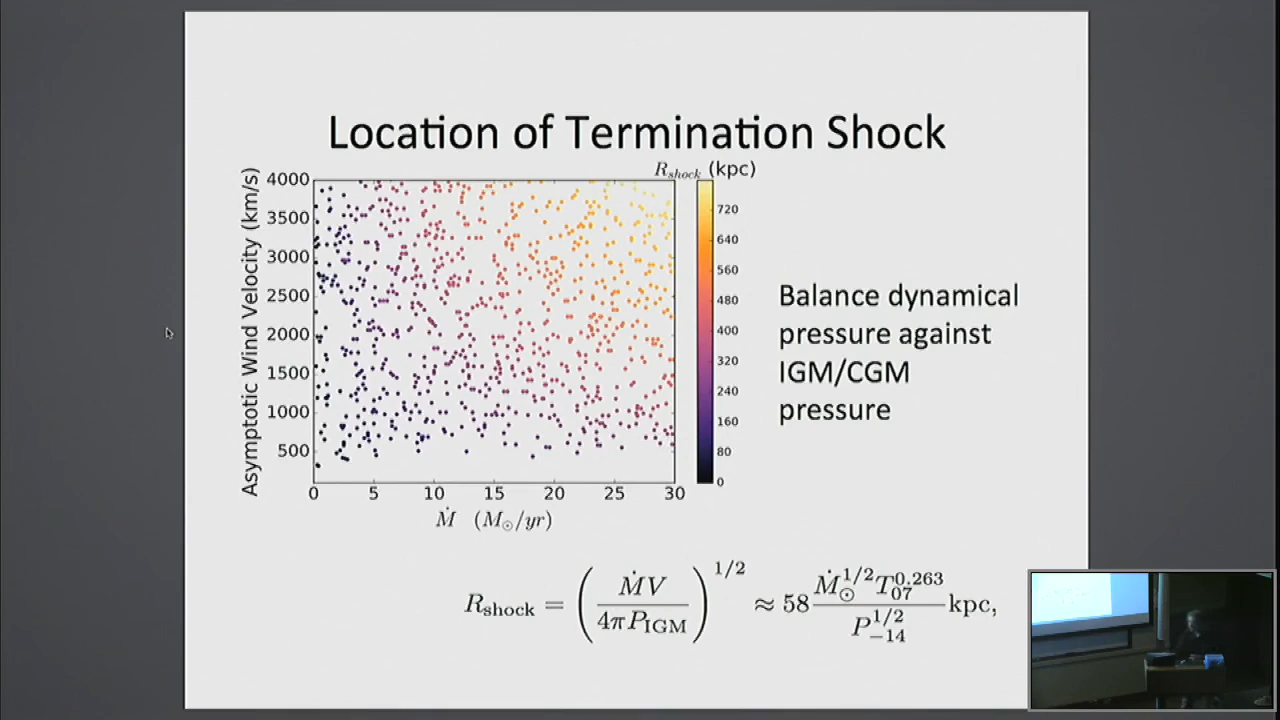 Location of Termination Shock
R_shock (kpc)
Asymptotic Wind Velocity (km/s)
4000
3500
3000
2500
2000
1500
1000
500
0 5 10 15 20 25 30
Ṁ (M_⊙/yr)
720
640
560
480
400
320
240
160
80
0
Balance dynamical
pressure against
IGM/CGM
pressure
R_shock = (ṀV / 4πP_IGM)^1/2 ≈ 58 Ṁ_⊙^1/2 T_07^0.263 / P_-14^1/2 kpc,